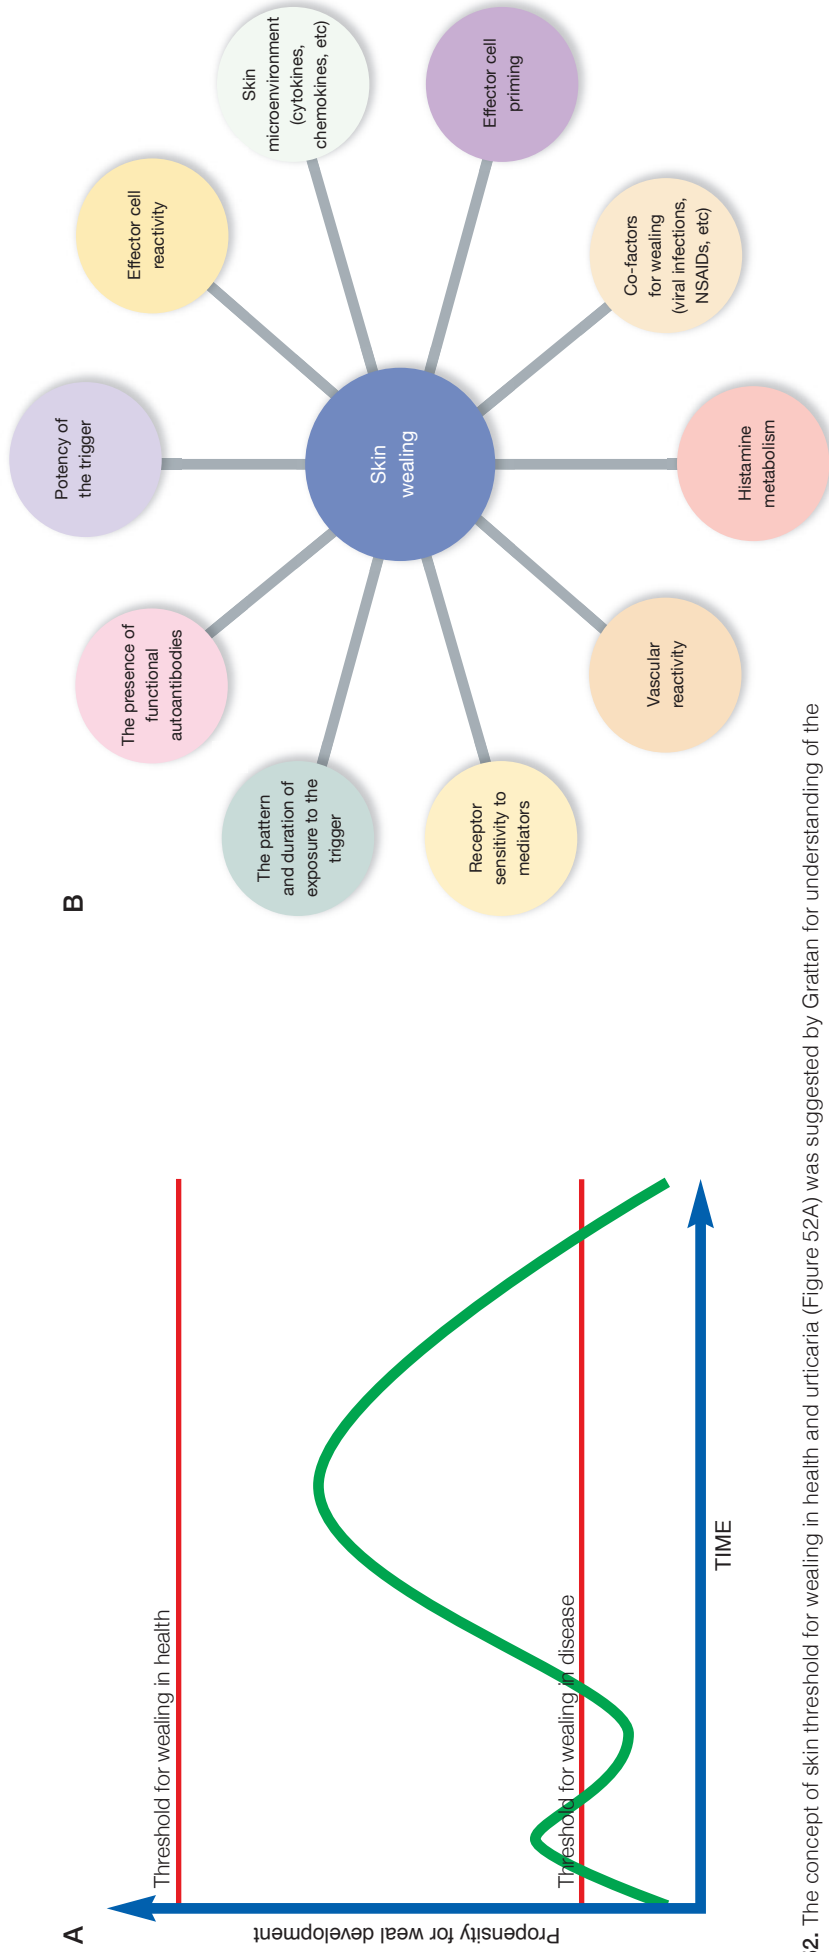 A
Propensity for weal development
Threshold for wealing in health
Threshold for wealing in disease
TIME
B
Skin
wealing
Potency of
the trigger
Effector cell
reactivity
Skin
microenvironment
(cytokines,
chemokines, etc)
Effector cell
priming
Co-factors
for wealing
(viral infections,
NSAIDs, etc)
Histamine
metabolism
Vascular
reactivity
Receptor
sensitivity to
mediators
The pattern
and duration of
exposure to the
trigger
The presence of
functional
autoantibodies
2. The concept of skin threshold for wealing in health and urticaria (Figure 52A) was suggested by Grattan for understanding of the